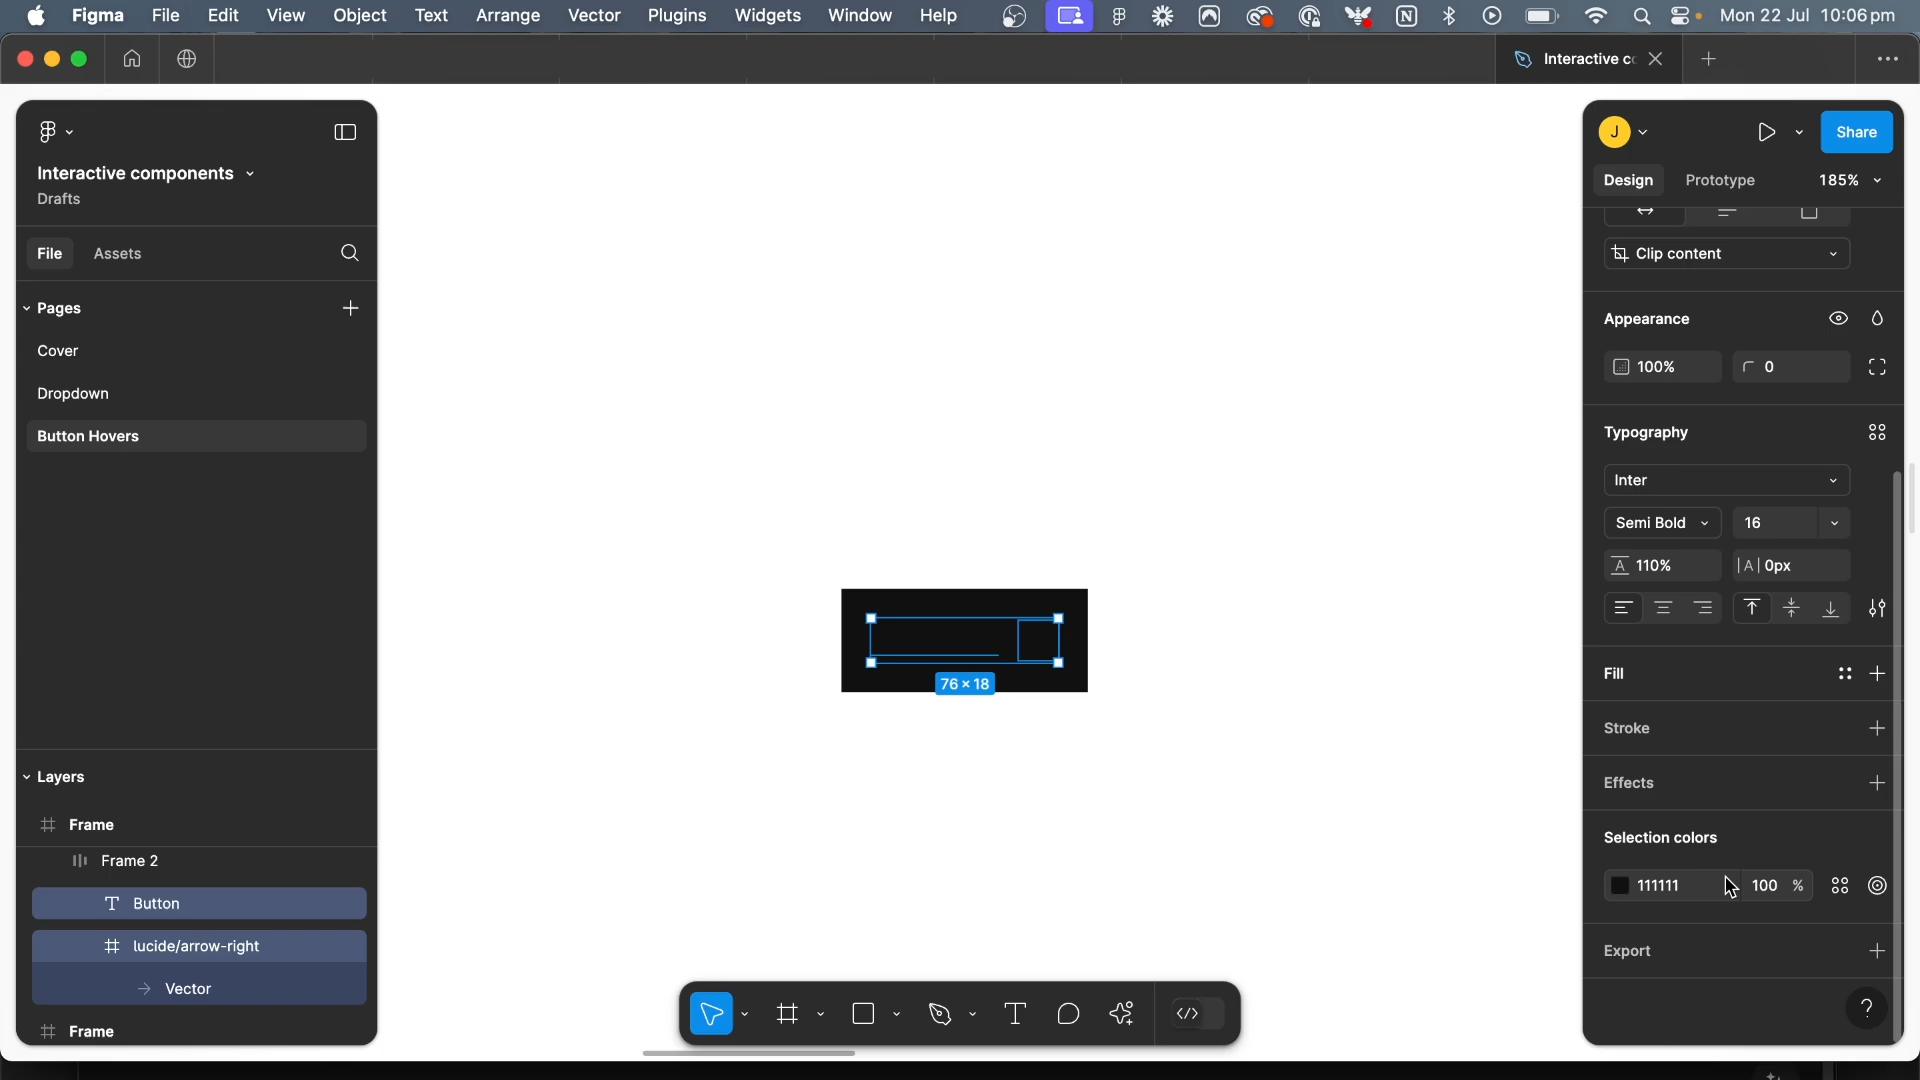 Figma File Edit View Object Text Arrange Vector Plugins Widgets Window Help Mon 22 Jul 10:06 pm
Interactive c
Interactive components
Drafts
File Assets
Pages
Cover
Dropdown
Button Hovers
Layers
Frame
Frame 2
Button
lucide/arrow-right
Vector
Frame
76 × 18
J Share
Design Prototype 185%
Clip content
Appearance
100% 0
Typography
Inter
Semi Bold 16
110% 0px
Fill
Stroke
Effects
Selection colors
111111 100 %
Export
?